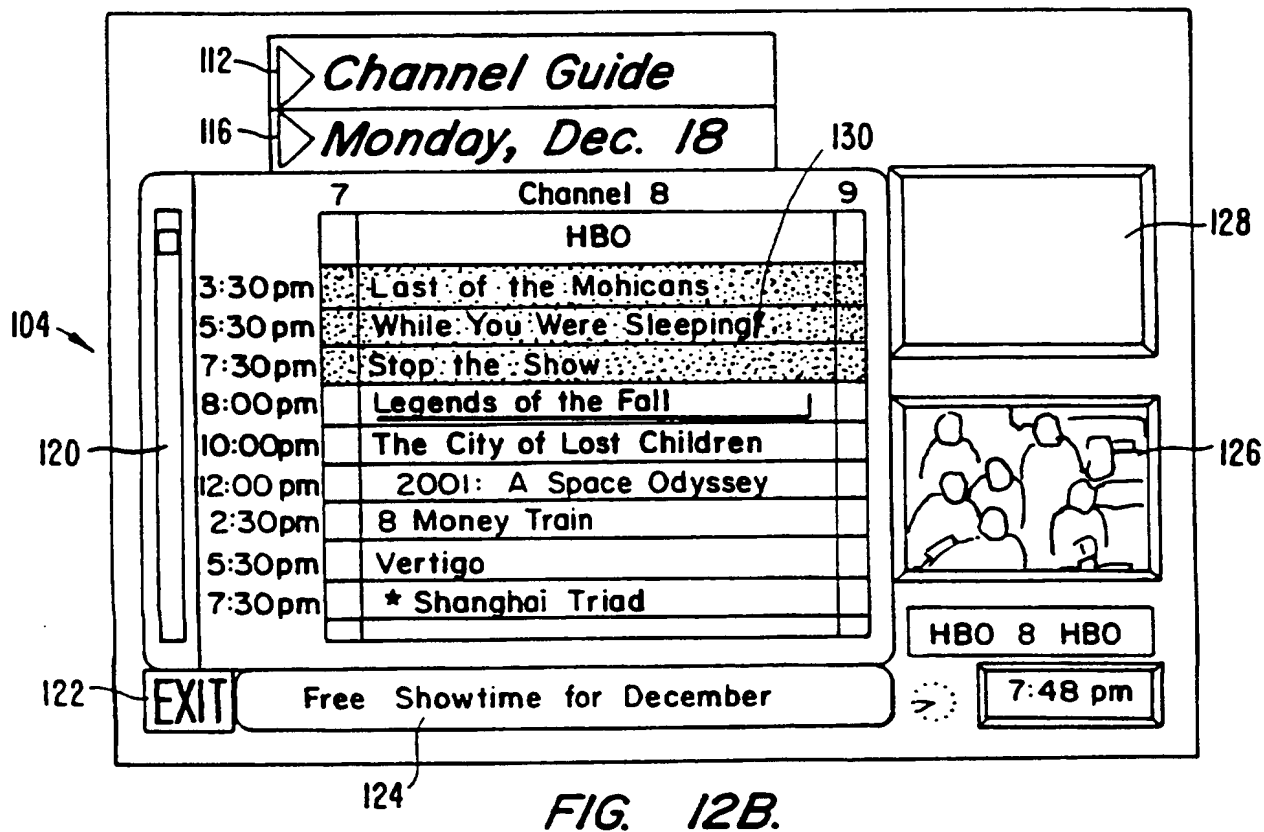 112
Channel Guide
116
Monday, Dec. 18
130
7 Channel 8 9
HBO
128
3:30pm Last of the Mohicans
104
5:30pm While You Were Sleeping
7:30pm Stop the Show
8:00pm Legends of the Fall
120
10:00pm The City of Lost Children
126
12:00pm 2001: A Space Odyssey
2:30pm 8 Money Train
5:30pm Vertigo
7:30pm * Shanghai Triad
HBO 8 HBO
122
EXIT
Free Showtime for December
7:48 pm
124
FIG. 12B.